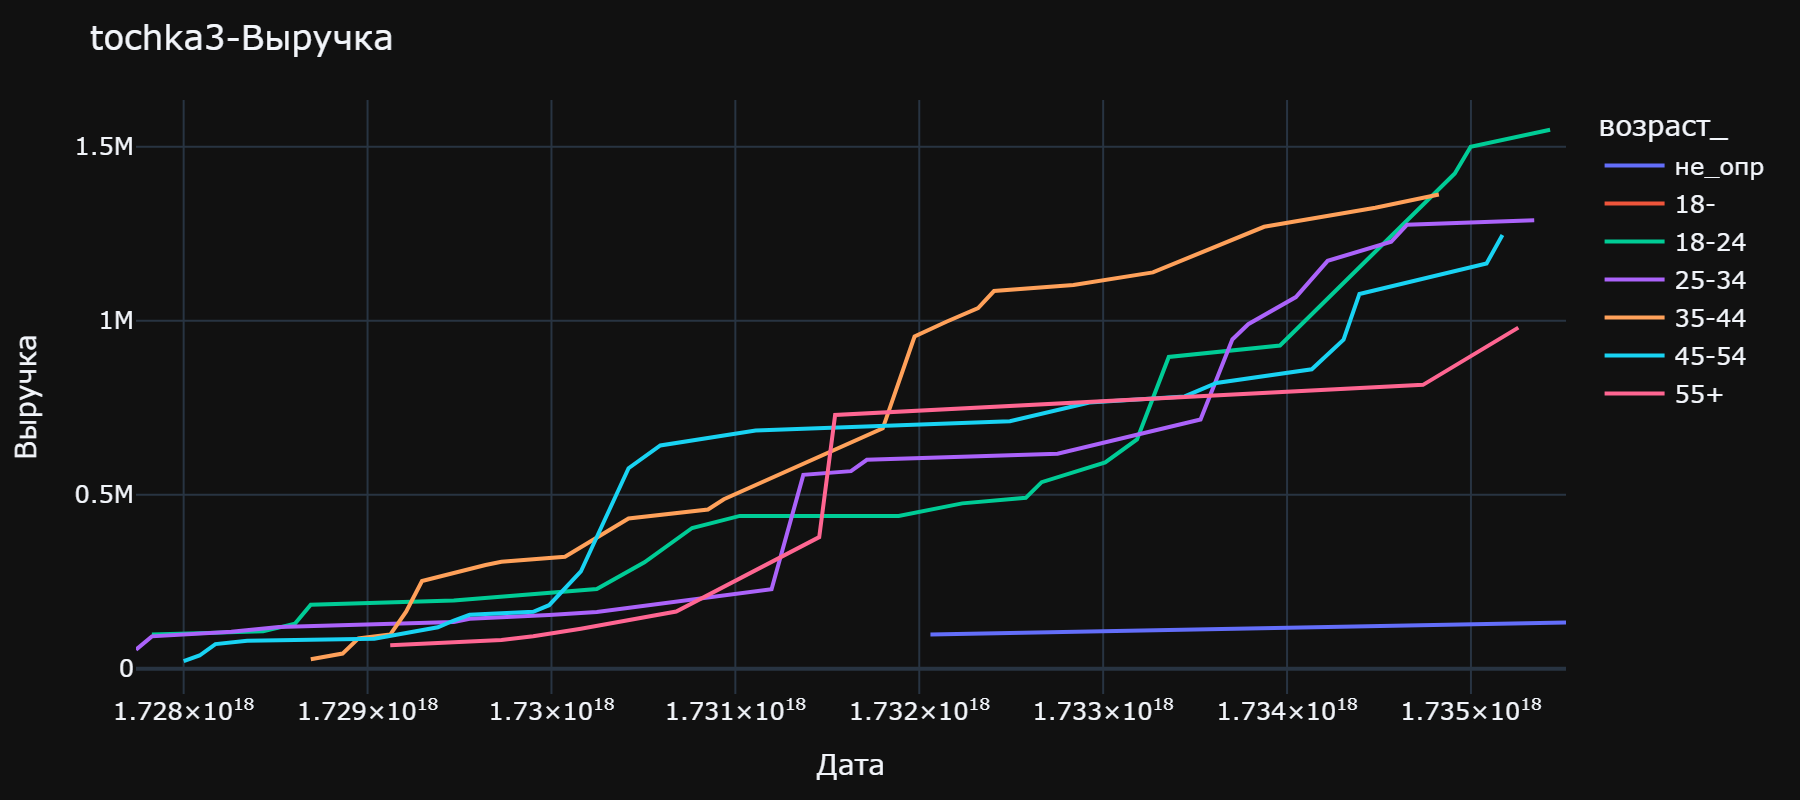 tochka3-Выручка
возраст_
не_опр
18-
18-24
25-34
35-44
45-54
55+
1.5M
1M
0.5M
0
Выручка
1.728×10¹⁸
1.729×10¹⁸
1.73×10¹⁸
1.731×10¹⁸
1.732×10¹⁸
1.733×10¹⁸
1.734×10¹⁸
1.735×10¹⁸
Дата